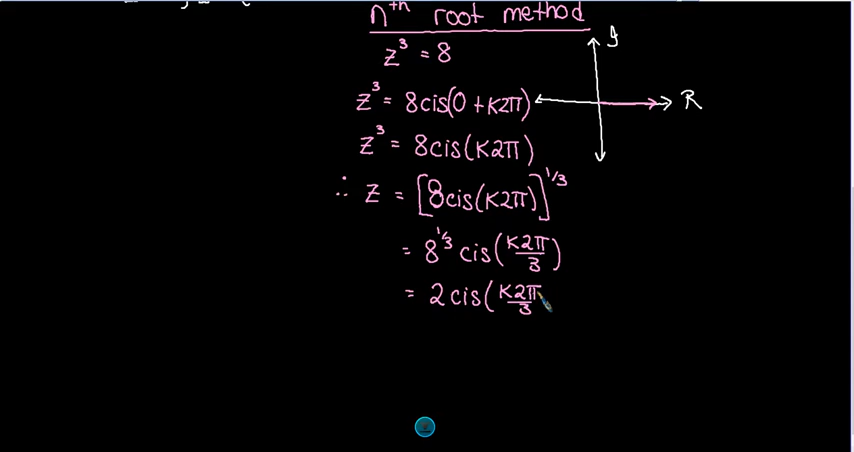 nth root method
z³ = 8
z³ = 8cis(0 + k2π)
z³ = 8cis(k2π)
∴ z = [8cis(k2π)]^1/3
= 8^1/3 cis(k2π/3)
= 2cis(k2π/3
R